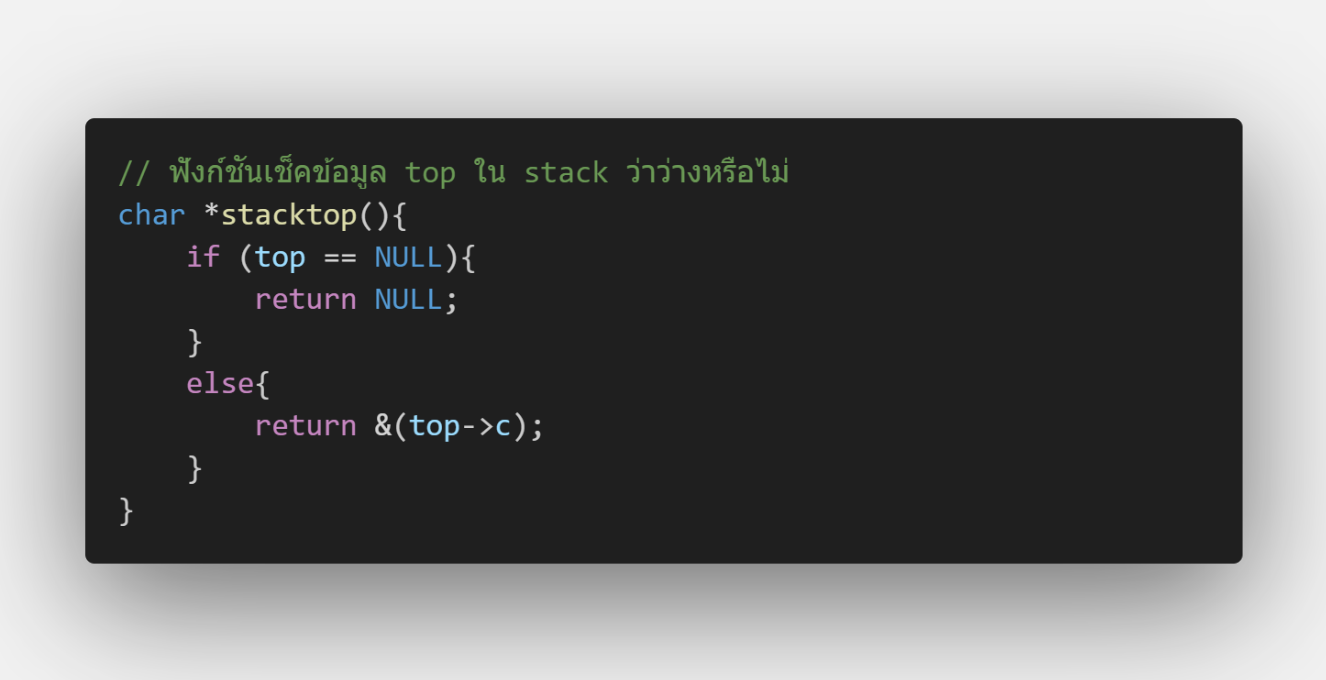 // ฟังก์ชันเช็คข้อมูล top ใน stack ว่าว่างหรือไม่
char *stacktop(){
    if (top == NULL){
        return NULL;
    }
    else{
        return &(top->c);
    }
}